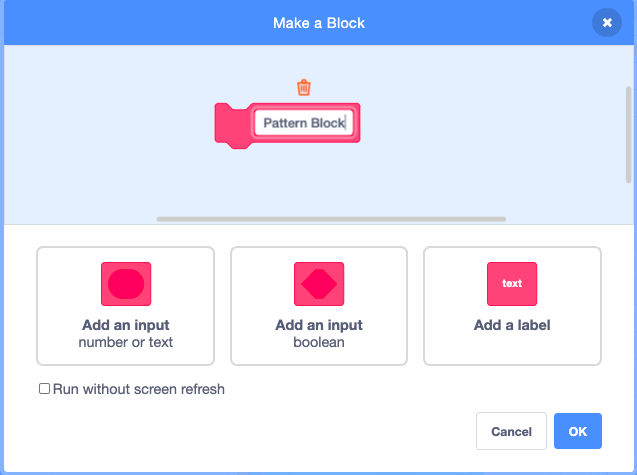 Make a Block
Pattern Block
text
Add an input
number or text
Add an input
boolean
Add a label
Run without screen refresh
Cancel
OK